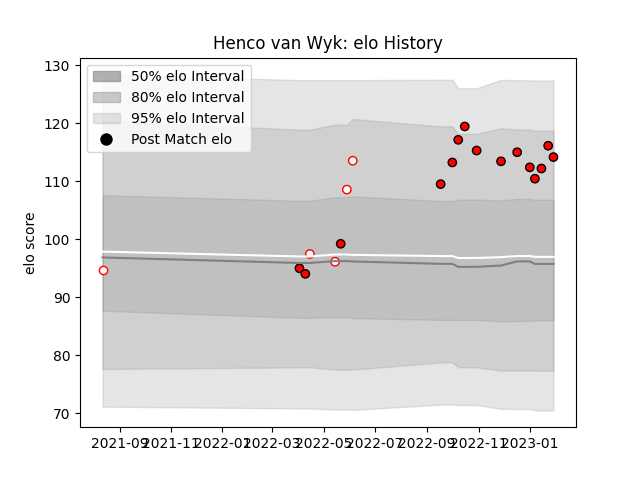 Henco van Wyk: elo History
50% elo Interval
80% elo Interval
95% elo Interval
Post Match elo
elo score
130
120
110
100
90
80
70
2021-09 2021-11 2022-01 2022-03 2022-05 2022-07 2022-09 2022-11 2023-01